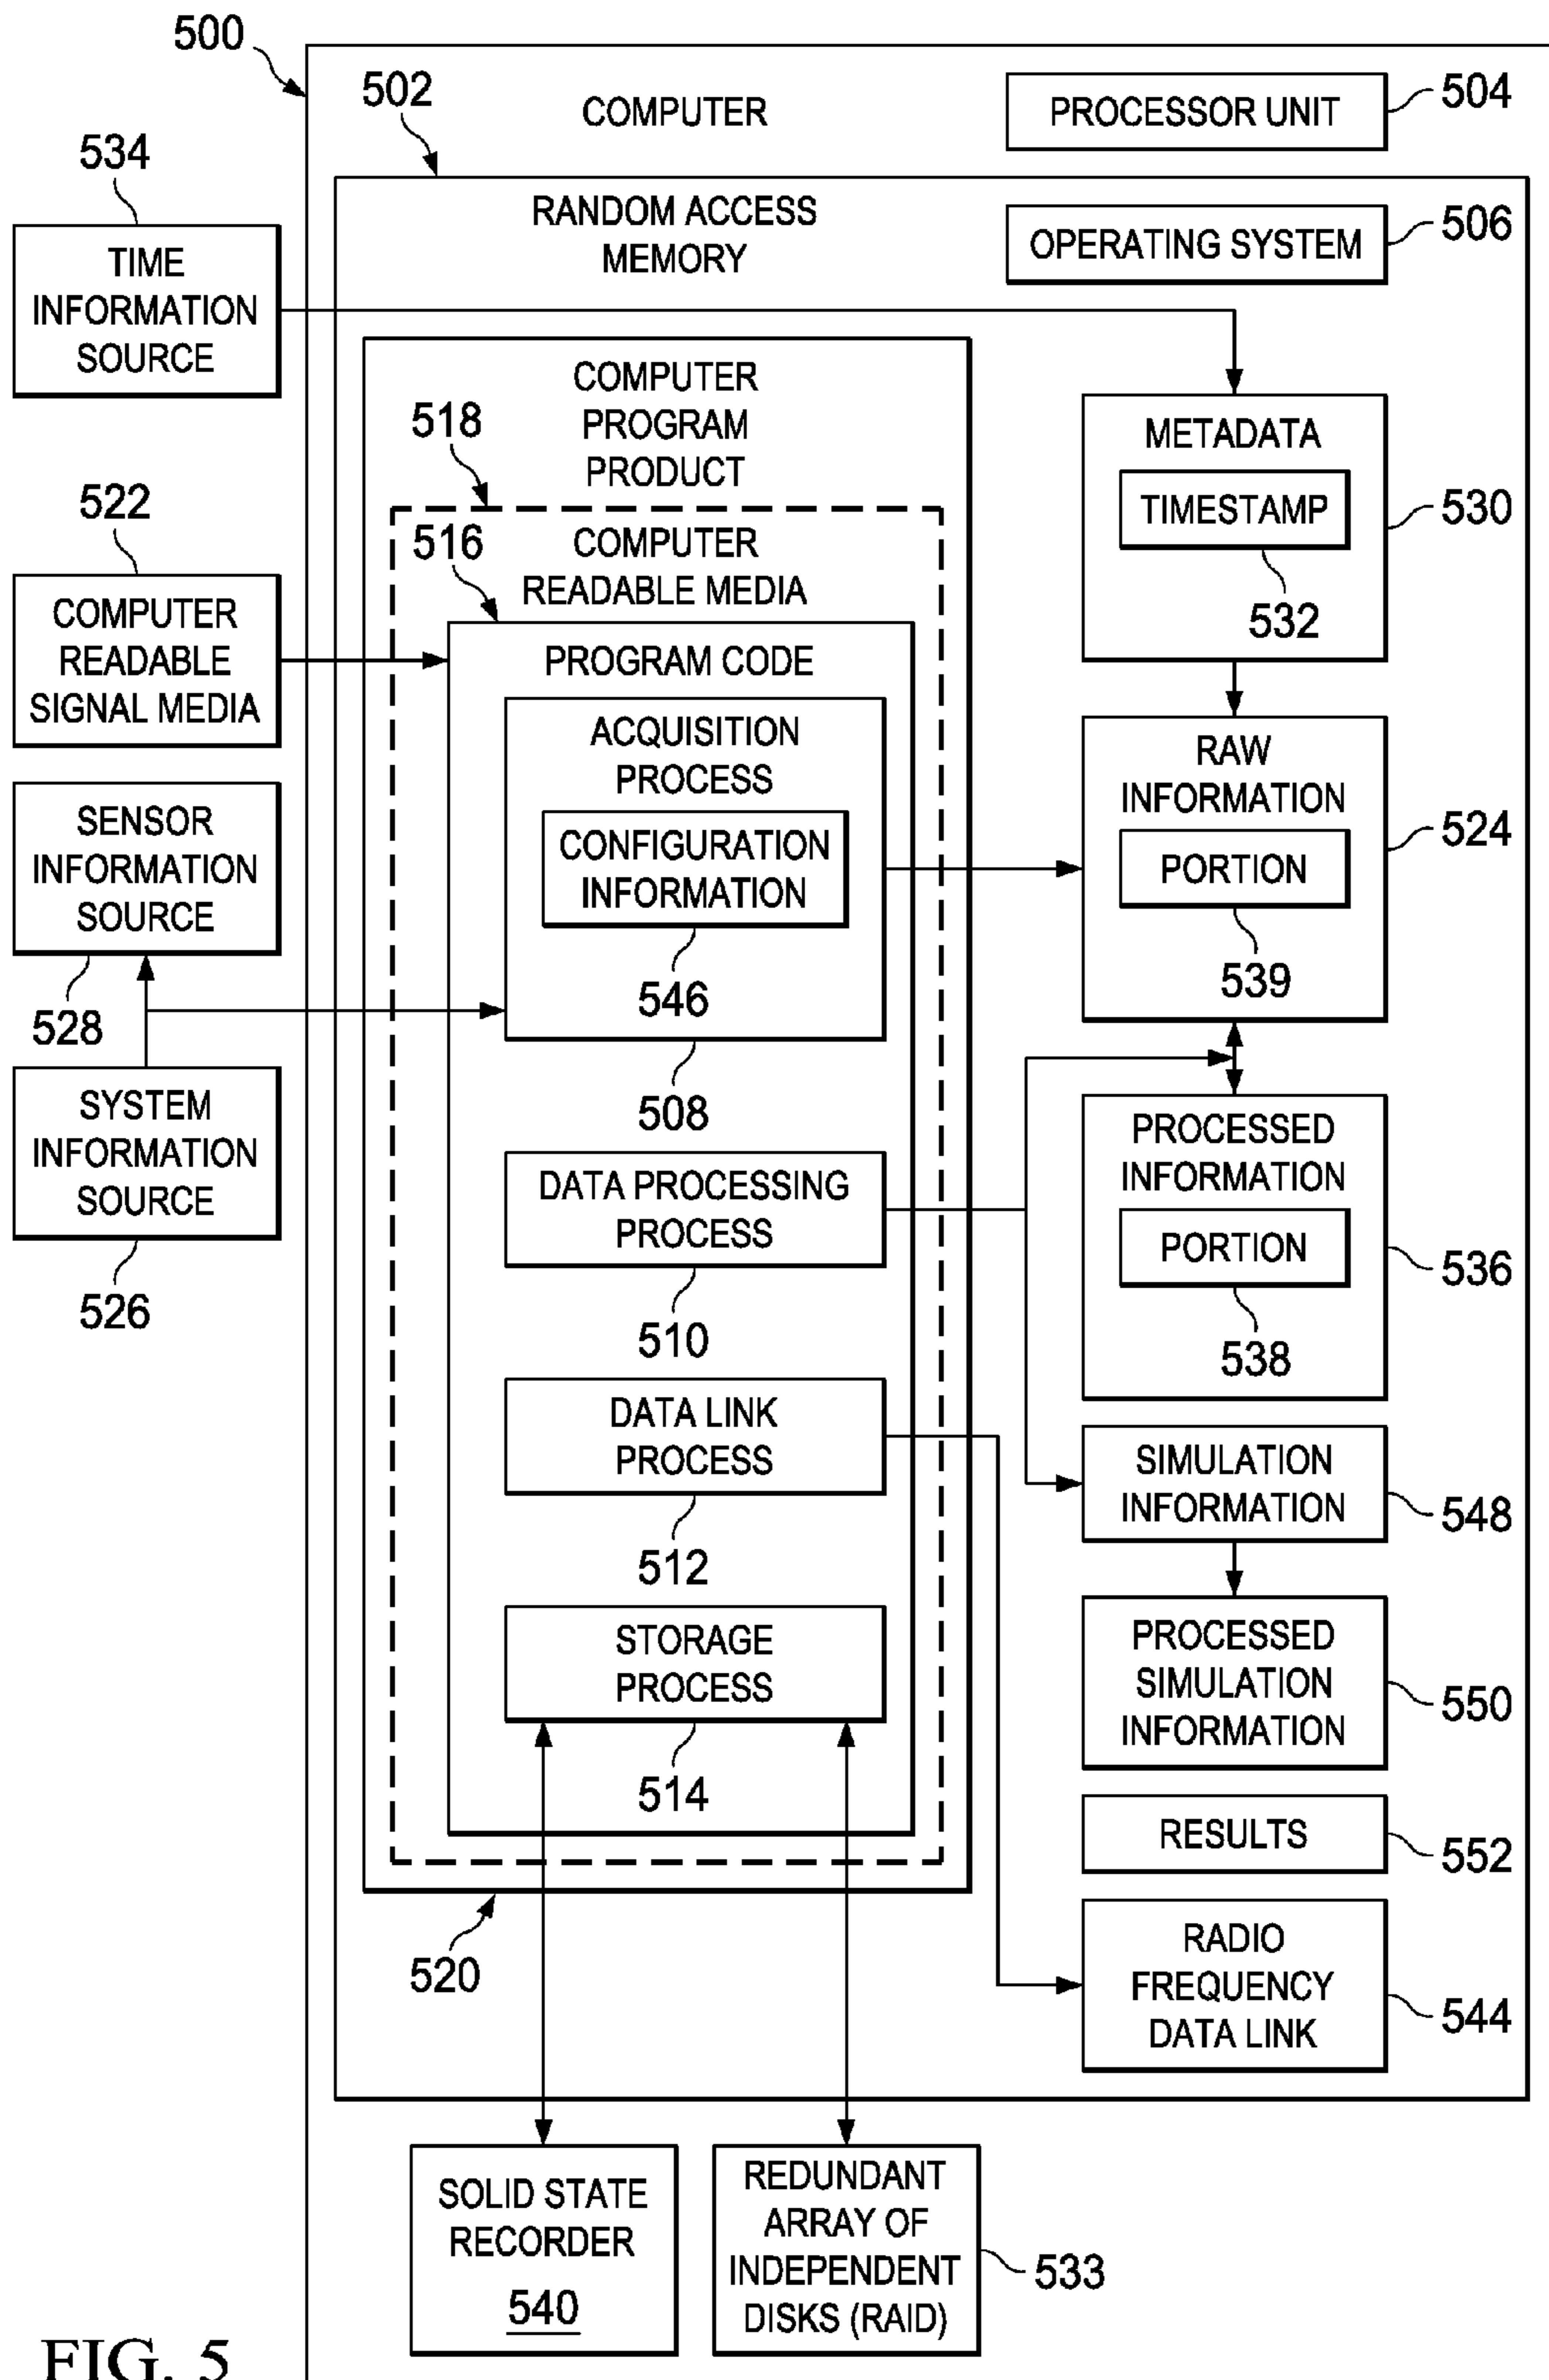 500
502
COMPUTER
PROCESSOR UNIT
504
534
TIME
INFORMATION
SOURCE
RANDOM ACCESS
MEMORY
OPERATING SYSTEM
506
COMPUTER
PROGRAM
PRODUCT
518
METADATA
TIMESTAMP
530
532
522
COMPUTER
READABLE
SIGNAL MEDIA
516
COMPUTER
READABLE MEDIA
PROGRAM CODE
ACQUISITION
PROCESS
CONFIGURATION
INFORMATION
546
508
RAW
INFORMATION
524
PORTION
539
SENSOR
INFORMATION
SOURCE
528
SYSTEM
INFORMATION
SOURCE
526
DATA PROCESSING
PROCESS
510
PROCESSED
INFORMATION
PORTION
536
538
DATA LINK
PROCESS
512
SIMULATION
INFORMATION
548
STORAGE
PROCESS
514
PROCESSED
SIMULATION
INFORMATION
550
RESULTS
552
520
RADIO
FREQUENCY
DATA LINK
544
SOLID STATE
RECORDER
540
REDUNDANT
ARRAY OF
INDEPENDENT
DISKS (RAID)
533
FIG. 5